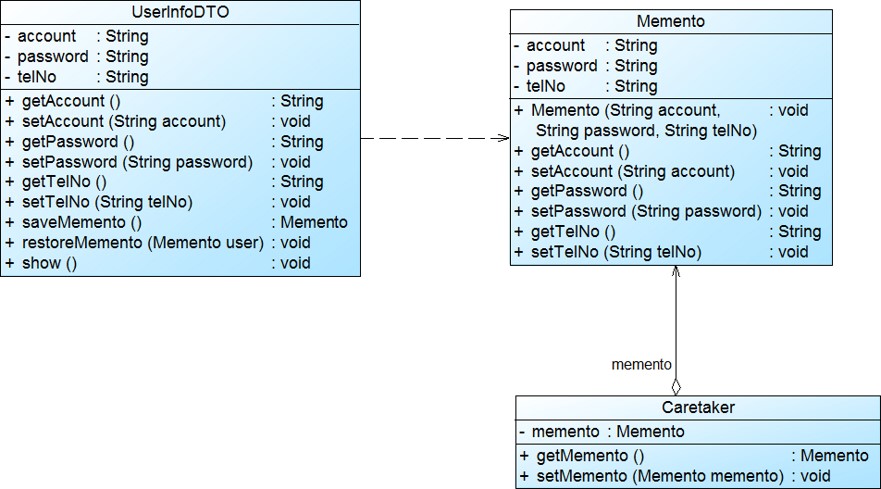 UserInfoDTO
- account : String
- password : String
- telNo : String
+ getAccount () : String
+ setAccount (String account) : void
+ getPassword () : String
+ setPassword (String password) : void
+ getTelNo () : String
+ setTelNo (String telNo) : void
+ saveMemento () : Memento
+ restoreMemento (Memento user) : void
+ show () : void
Memento
- account : String
- password : String
- telNo : String
+ Memento (String account, : void
String password, String telNo)
+ getAccount () : String
+ setAccount (String account) : void
+ getPassword () : String
+ setPassword (String password) : void
+ getTelNo () : String
+ setTelNo (String telNo) : void
memento
Caretaker
- memento : Memento
+ getMemento () : Memento
+ setMemento (Memento memento) : void